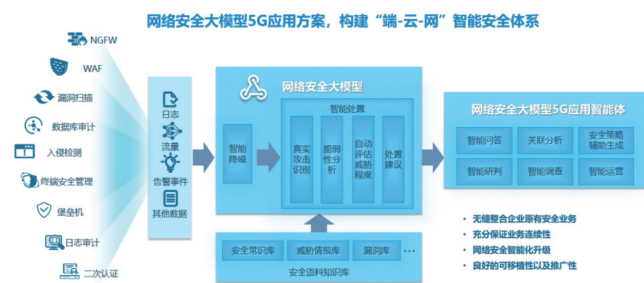 网络安全大模型5G应用方案，构建“端-云-网”智能安全体系
NGFW
WAF
漏洞扫描
数据库审计
入侵检测
终端安全管理
堡垒机
日志审计
二次认证
日志
流量
告警事件
其他数据
网络安全大模型
智能降噪
智能处置
真实攻击识别
脆弱性分析
自动评估威胁程度
处置建议
安全常识库
威胁情报库
漏洞库
...
安全语料知识库
网络安全大模型5G应用智能体
智能问答
关联分析
安全策略
辅助生成
智能研判
智能调查
智能运营
• 无缝整合企业原有安全业务
• 充分保证业务连续性
• 网络安全智能化升级
• 良好的可移植性以及推广性